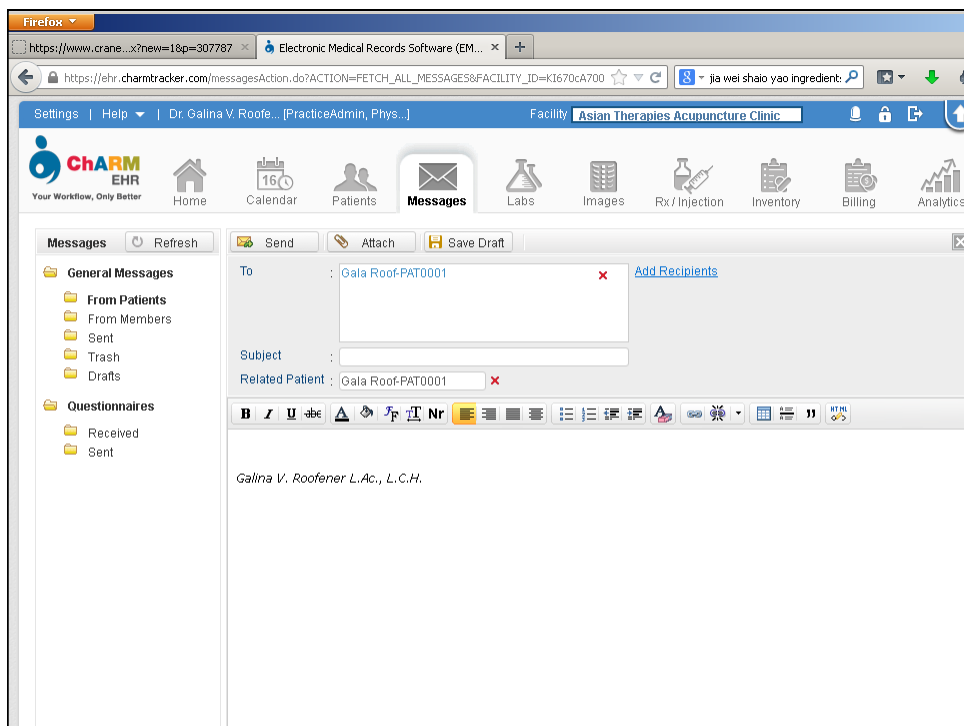 Firefox
https://www.crane...x?new=1&p=307787
Electronic Medical Records Software (EM...
https://ehr.charmtracker.com/messagesAction.do?ACTION=FETCH_ALL_MESSAGES&FACILITY_ID=KI670cA700
8
jia wei shaio yao ingredient:
Settings | Help | Dr. Galina V. Roofe... [PracticeAdmin, Phys...]
Facility Asian Therapies Acupuncture Clinic
ChARM
EHR
Your Workflow, Only Better
Home
16
Calendar
Patients
Messages
Labs
Images
Rx / Injection
Inventory
Billing
Analytics
Messages Refresh
Send Attach Save Draft
General Messages
From Patients
From Members
Sent
Trash
Drafts
Questionnaires
Received
Sent
To : Gala Roof-PAT0001 Add Recipients
Subject :
Related Patient : Gala Roof-PAT0001
B I U abc A F T Nr HTML
Galina V. Roofener L.Ac., L.C.H.